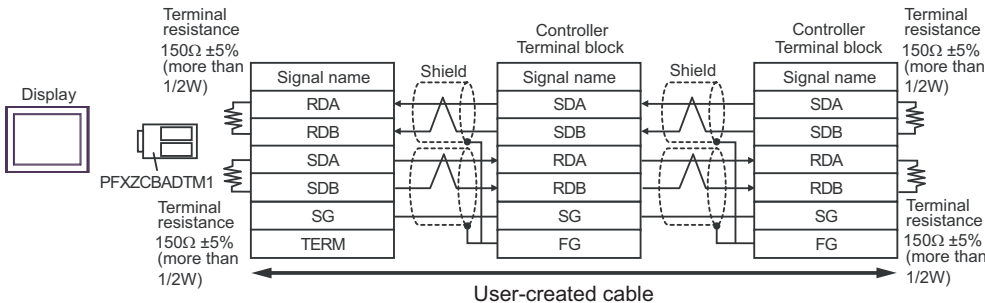 Terminal
resistance
150Ω ±5%
(more than
1/2W)
Display
PFXZCBADTM1
Terminal
resistance
150Ω ±5%
(more than
1/2W)
Signal name
RDA
RDB
SDA
SDB
SG
TERM
Shield
Controller
Terminal block
Signal name
SDA
SDB
RDA
RDB
SG
FG
Shield
Controller
Terminal block
Signal name
SDA
SDB
RDA
RDB
SG
FG
Terminal
resistance
150Ω ±5%
(more than
1/2W)
Terminal
resistance
150Ω ±5%
(more than
1/2W)
User-created cable